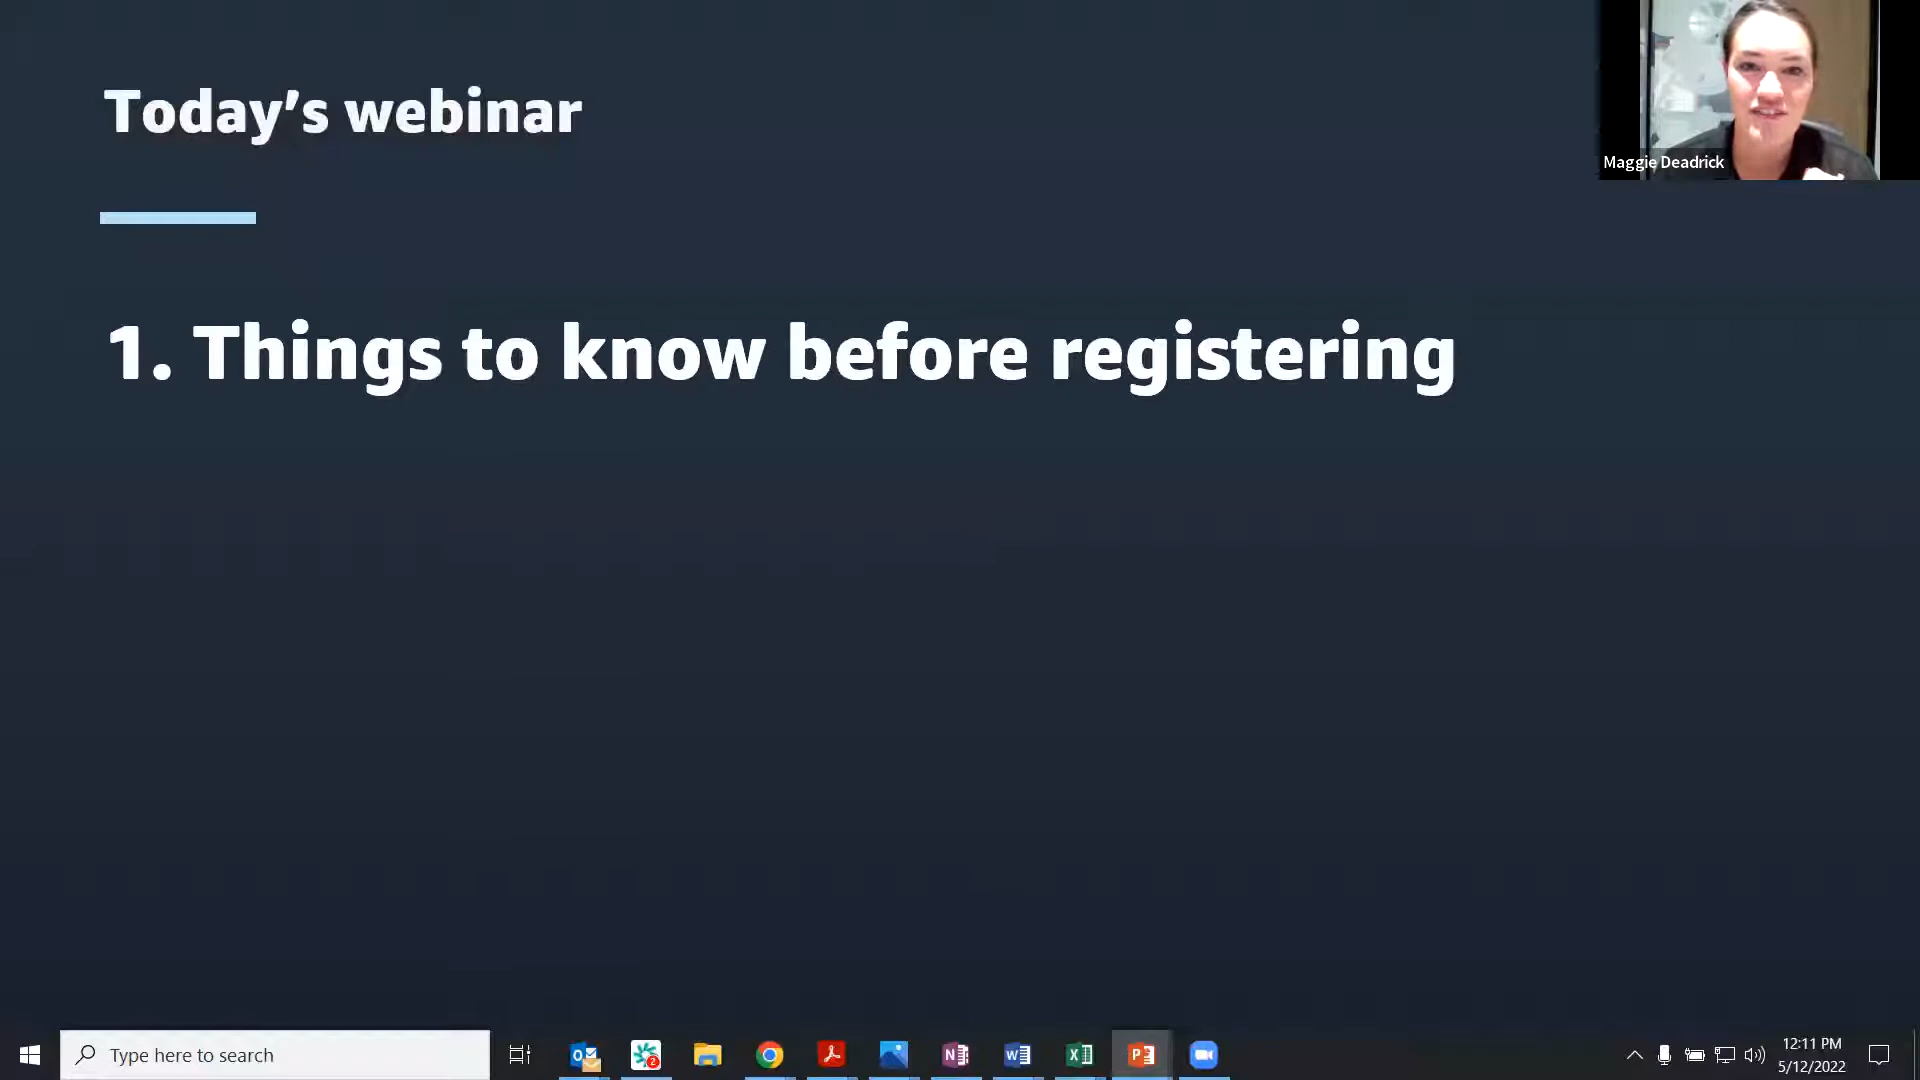 Today’s webinar
Maggie Deadrick
1. Things to know before registering
Type here to search
2
12:11 PM
5/12/2022